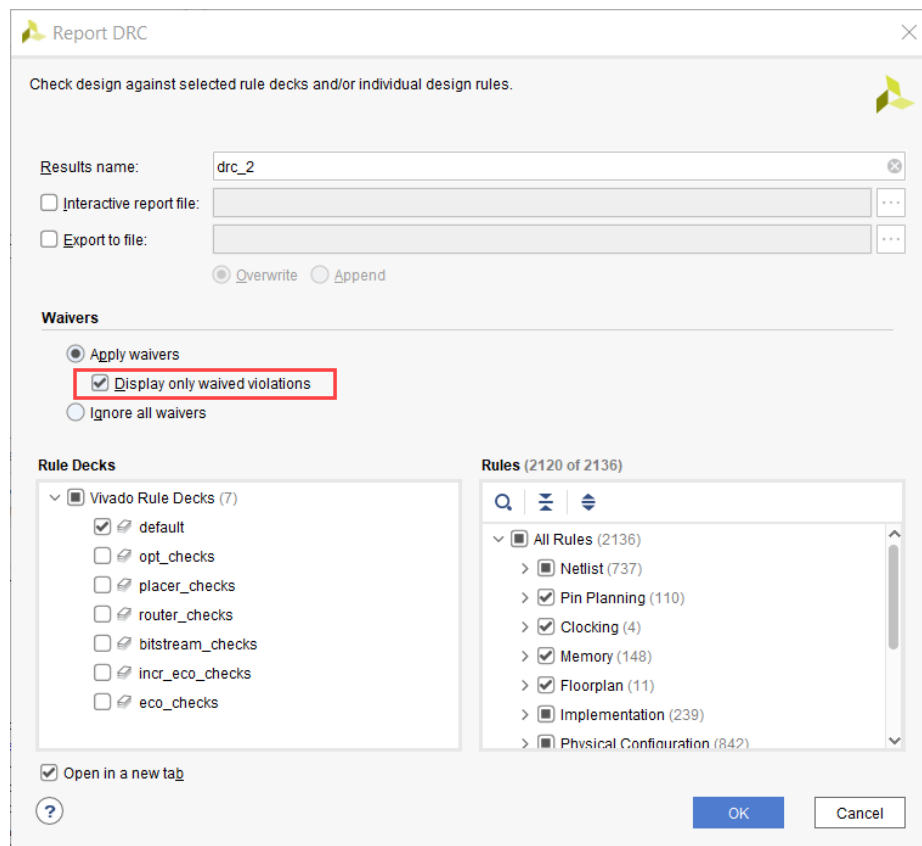 Report DRC
Check design against selected rule decks and/or individual design rules.
Results name: drc_2
Interactive report file: ...
Export to file: ...
Overwrite Append
Waivers
Apply waivers
Display only waived violations
Ignore all waivers
Rule Decks
Vivado Rule Decks (7)
default
opt_checks
placer_checks
router_checks
bitstream_checks
incr_eco_checks
eco_checks
Rules (2120 of 2136)
All Rules (2136)
Netlist (737)
Pin Planning (110)
Clocking (4)
Memory (148)
Floorplan (11)
Implementation (239)
Physical Configuration (842)
Open in a new tab
? OK Cancel